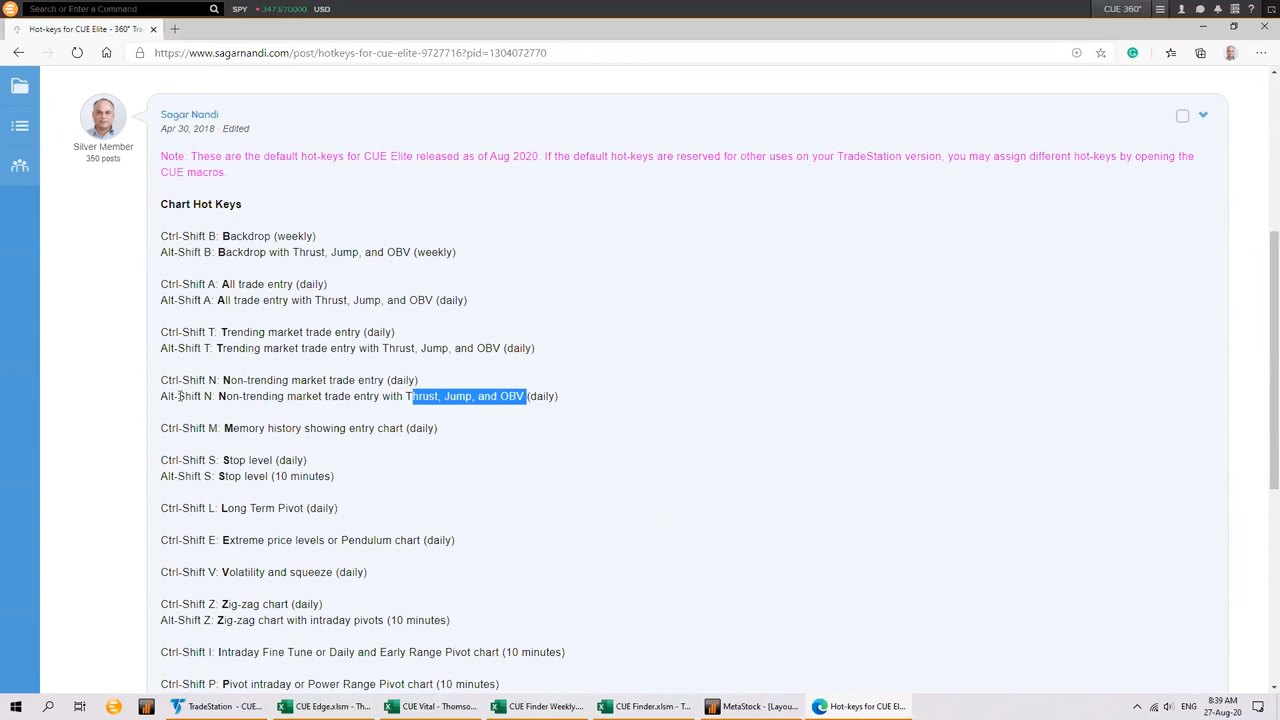 Search or Enter a Command
SPY
347.570000
USD
CUE 360°
Hot-keys for CUE Elite - 360° Tra
https://www.sagarnandi.com/post/hotkeys-for-cue-elite-9727716?pid=1304072770
Sagar Nandi
Apr 30, 2018 · Edited
Silver Member
350 posts
Note: These are the default hot-keys for CUE Elite released as of Aug 2020. If the default hot-keys are reserved for other uses on your TradeStation version, you may assign different hot-keys by opening the
CUE macros.
Chart Hot Keys
Ctrl-Shift B: Backdrop (weekly)
Alt-Shift B: Backdrop with Thrust, Jump, and OBV (weekly)
Ctrl-Shift A: All trade entry (daily)
Alt-Shift A: All trade entry with Thrust, Jump, and OBV (daily)
Ctrl-Shift T: Trending market trade entry (daily)
Alt-Shift T: Trending market trade entry with Thrust, Jump, and OBV (daily)
Ctrl-Shift N: Non-trending market trade entry (daily)
Alt-Shift N: Non-trending market trade entry with Thrust, Jump, and OBV (daily)
Ctrl-Shift M: Memory history showing entry chart (daily)
Ctrl-Shift S: Stop level (daily)
Alt-Shift S: Stop level (10 minutes)
Ctrl-Shift L: Long Term Pivot (daily)
Ctrl-Shift E: Extreme price levels or Pendulum chart (daily)
Ctrl-Shift V: Volatility and squeeze (daily)
Ctrl-Shift Z: Zig-zag chart (daily)
Alt-Shift Z: Zig-zag chart with intraday pivots (10 minutes)
Ctrl-Shift I: Intraday Fine Tune or Daily and Early Range Pivot chart (10 minutes)
Ctrl-Shift P: Pivot intraday or Power Range Pivot chart (10 minutes)
TradeStation - CUE...
CUE Edge.xlsm - Th...
CUE Vital - Thomso...
CUE Finder Weekly....
CUE Finder.xlsm - T...
MetaStock - [Layou...
Hot-keys for CUE El...
ENG
8:39 AM
27-Aug-20